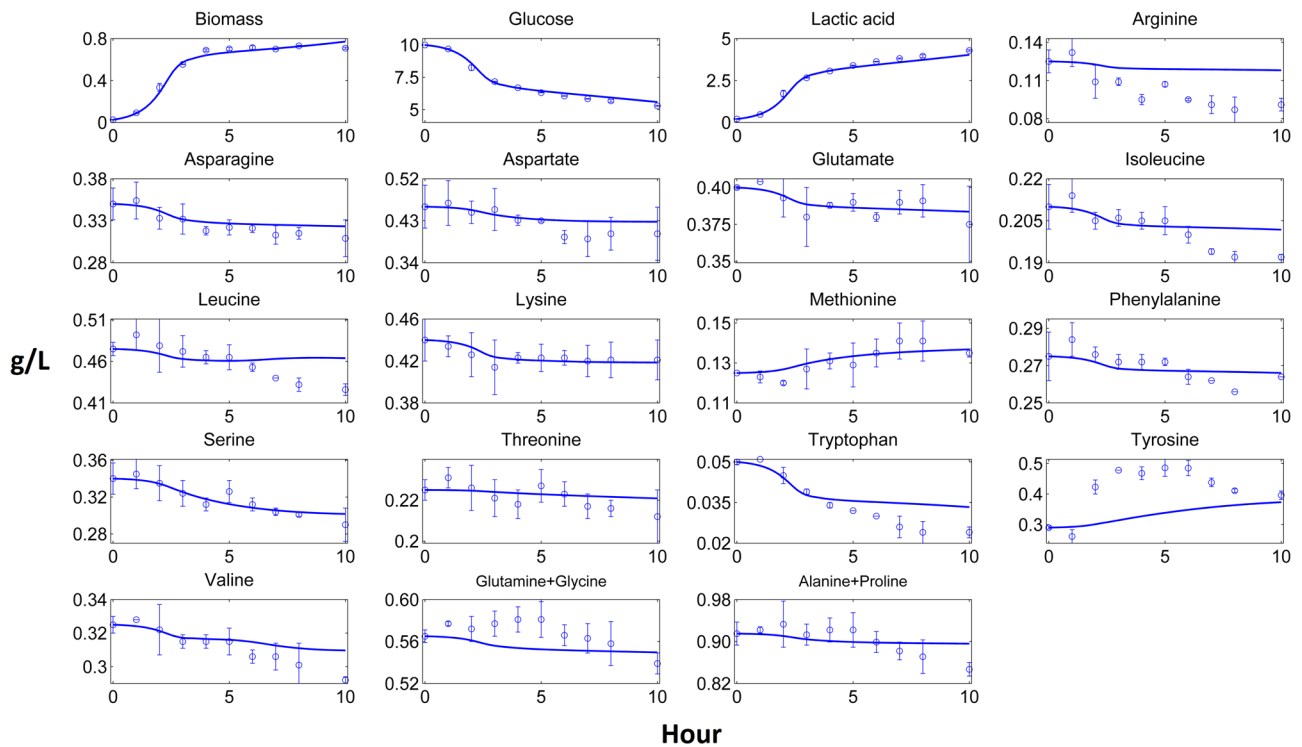 Biomass Glucose Lactic acid Arginine
0.8 10 5 0.14
0.4 7.5 2.5 0.11
0 5 0 0.08
0 5 10 0 5 10 0 5 10 0 5 10
Asparagine Aspartate Glutamate Isoleucine
0.38 0.52 0.40 0.22
0.33 0.43 0.375 0.205
0.28 0.34 0.35 0.19
0 5 10 0 5 10 0 5 10 0 5 10
Leucine Lysine Methionine Phenylalanine
0.51 0.46 0.15 0.29
0.46 0.42 0.13 0.27
0.41 0.38 0.11 0.25
0 5 10 0 5 10 0 5 10 0 5 10
g/L
Serine Threonine Tryptophan Tyrosine
0.36 0.22 0.05 0.5
0.32 0.2 0.035 0.4
0.28 0.02 0.3
0 5 10 0 5 10 0 5 10 0 5 10
Valine Glutamine+Glycine Alanine+Proline
0.34 0.60 0.98
0.32 0.56 0.90
0.3 0.52 0.82
0 5 10 0 5 10 0 5 10
Hour